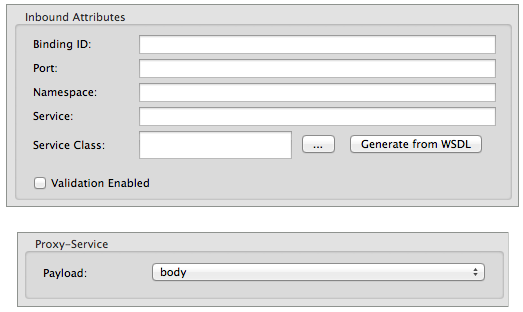 Inbound Attributes
Binding ID:
Port:
Namespace:
Service:
Service Class: ... Generate from WSDL
Validation Enabled
Proxy-Service
Payload: body